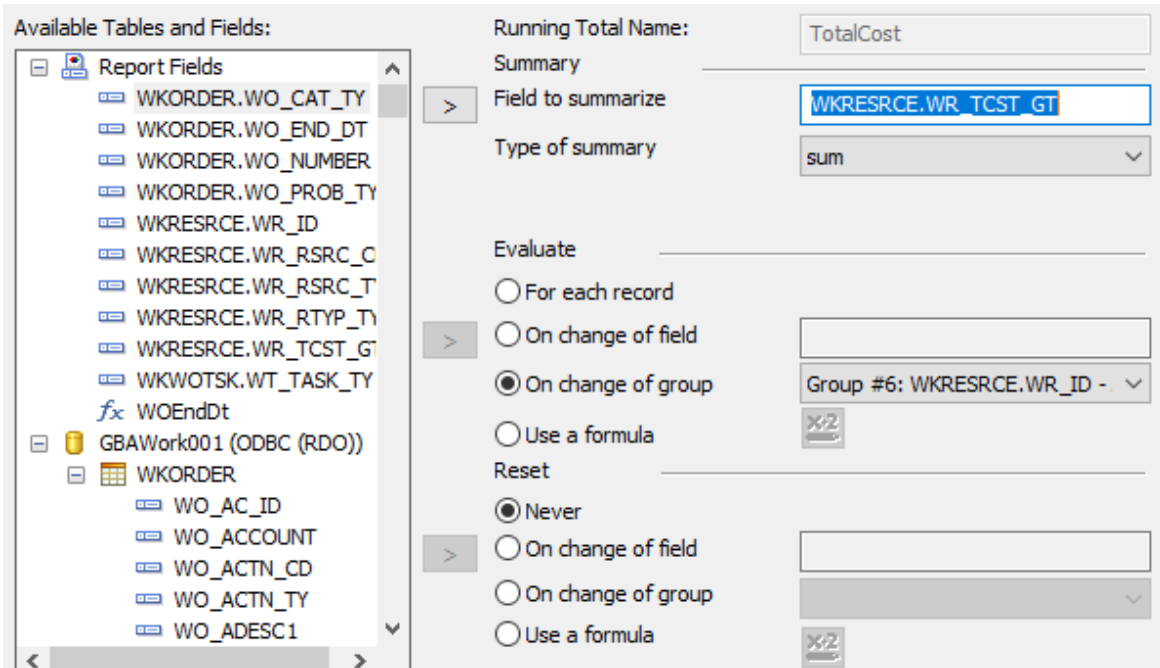 Available Tables and Fields:
Report Fields
WKORDER.WO_CAT_TY
WKORDER.WO_END_DT
WKORDER.WO_NUMBER
WKORDER.WO_PROB_TY
WKRESRCE.WR_ID
WKRESRCE.WR_RSRC_C
WKRESRCE.WR_RSRC_T
WKRESRCE.WR_RTYP_TY
WKRESRCE.WR_TCST_GT
WKWOTSK.WT_TASK_TY
fx WOEndDt
GBAWork001 (ODBC (RDO))
WKORDER
WO_AC_ID
WO_ACCOUNT
WO_ACTN_CD
WO_ACTN_TY
WO_ADESC1
>
>
>
Running Total Name: TotalCost
Summary
Field to summarize WKRESRCE.WR_TCST_GT
Type of summary sum
Evaluate
For each record
On change of field
On change of group Group #6: WKRESRCE.WR_ID -
Use a formula x·2
Reset
Never
On change of field
On change of group
Use a formula x·2